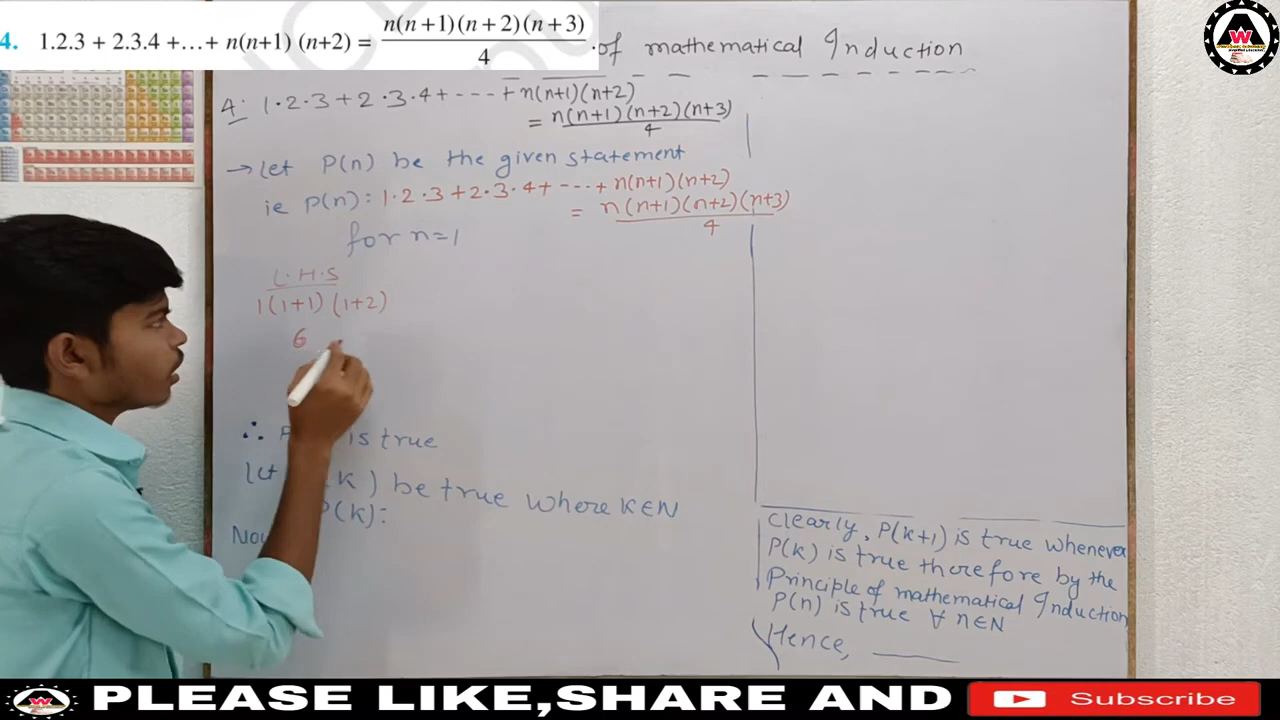 4. 1.2.3 + 2.3.4 +…+ n(n+1) (n+2) = n(n+1)(n+2)(n+3)/4
of mathematical Induction
4: 1·2·3+2·3·4+----+n(n+1)(n+2)
= n(n+1)(n+2)(n+3)/4
→ Let P(n) be the given statement
ie P(n): 1·2·3+2·3·4+----+n(n+1)(n+2)
= n(n+1)(n+2)(n+3)/4
for n=1
L.H.S
1(1+1)(1+2)
6
∴ is true
let k) be true where K∈N
P(k):
Clearly, P(k+1) is true whenever
P(k) is true therefore by the
Principle of mathematical Induction
P(n) is true ∀ n∈N
Hence, ____
PLEASE LIKE,SHARE AND Subscribe